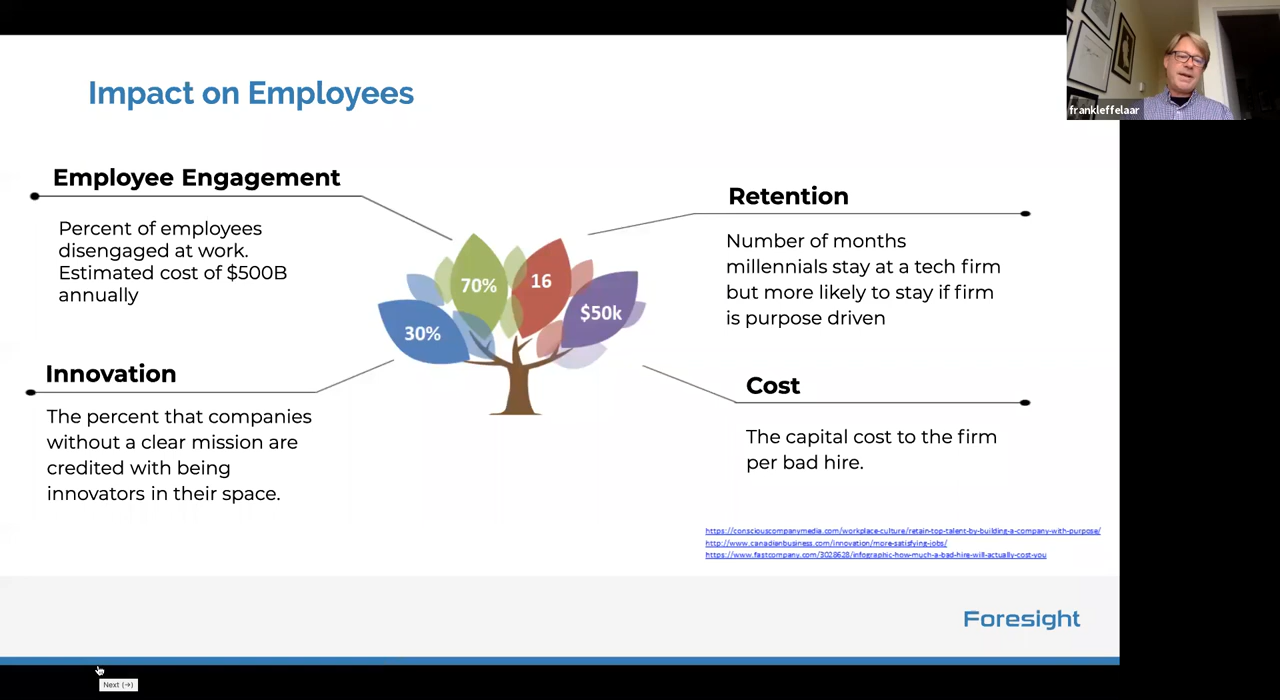 Impact on Employees
frankleffelaar
Employee Engagement
Percent of employees
disengaged at work.
Estimated cost of $500B
annually
Retention
Number of months
millennials stay at a tech firm
but more likely to stay if firm
is purpose driven
70%
16
$50k
30%
Innovation
The percent that companies
without a clear mission are
credited with being
innovators in their space.
Cost
The capital cost to the firm
per bad hire.
https://consciouscompanymedia.com/workplace-culture/retain-top-talent-by-building-a-company-with-purpose/
http://www.canadianbusiness.com/innovation/more-satisfying-jobs/
https://www.fastcompany.com/3028628/infographic-how-much-a-bad-hire-will-actually-cost-you
Foresight
Next (→)